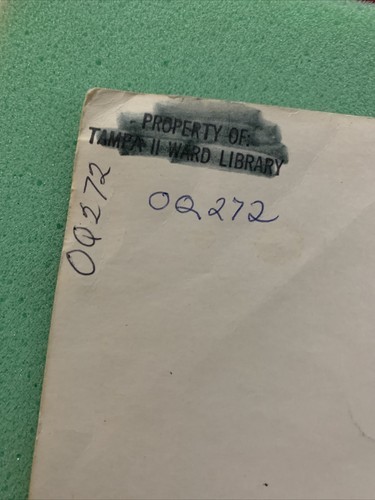 PROPERTY OF:
TAMPA II WARD LIBRARY
OQ272
OQ272